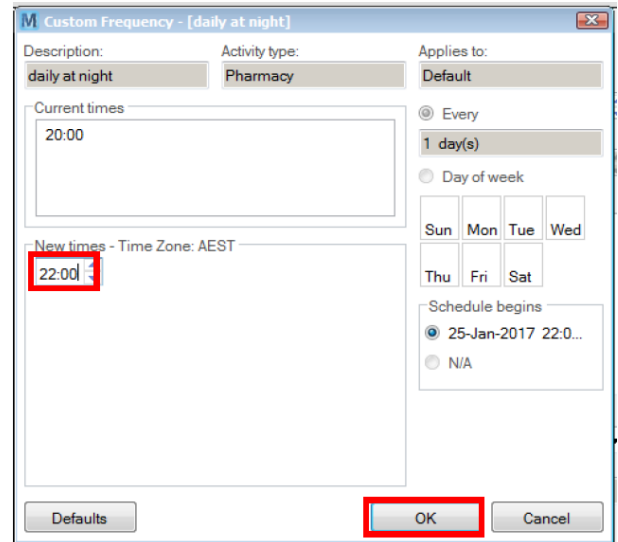 M Custom Frequency - [daily at night]
Description:
Activity type:
Applies to:
daily at night
Pharmacy
Default
Current times
20:00
Every
1 day(s)
Day of week
Sun Mon Tue Wed
Thu Fri Sat
New times - Time Zone: AEST
22:00
Schedule begins
25-Jan-2017 22:0...
N/A
Defaults
OK
Cancel